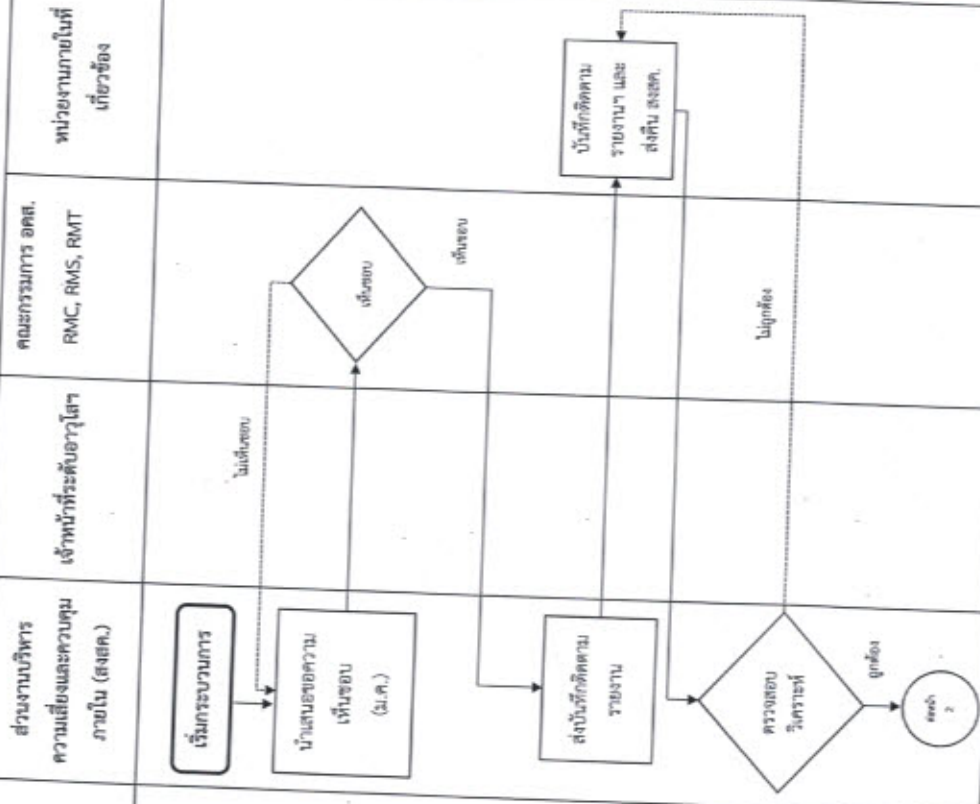 ส่วนงานบริหาร
ความเสี่ยงและควบคุม
ภายใน (สงสค.)
เจ้าหน้าที่ระดับอาวุโสฯ
คณะกรรมการ อคส.
RMC, RMS, RMT
หน่วยงานภายในที่
เกี่ยวข้อง
เริ่มกระบวนการ
ไม่เห็นชอบ
นำเสนอขอความ
เห็นชอบ
(ม.ค.)
เห็นชอบ
เห็นชอบ
ส่งบันทึกติดตาม
รายงาน
บันทึกติดตาม
รายงานฯ และ
ส่งคืน สงสค.
ตรวจสอบ
วิเคราะห์
ไม่ถูกต้อง
ถูกต้อง
2